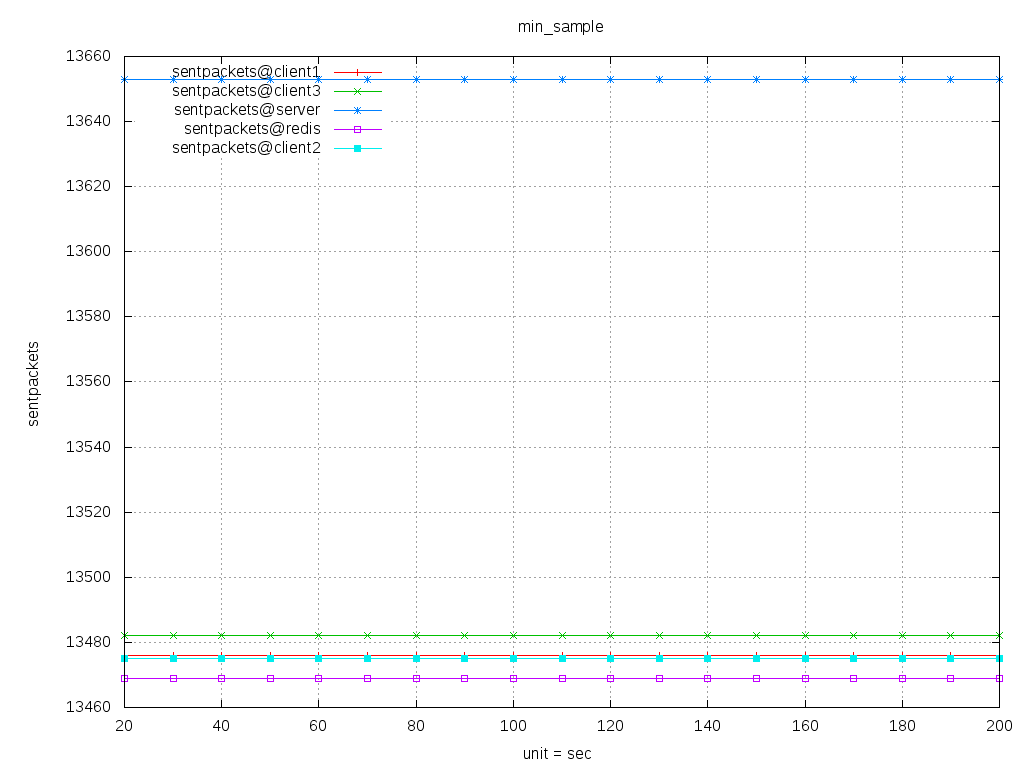 min_sample
13660
13640
13620
13600
13580
13560
13540
13520
13500
13480
13460
sentpackets
sentpackets@client1
sentpackets@client3
sentpackets@server
sentpackets@redis
sentpackets@client2
20 40 60 80 100 120 140 160 180 200
unit = sec